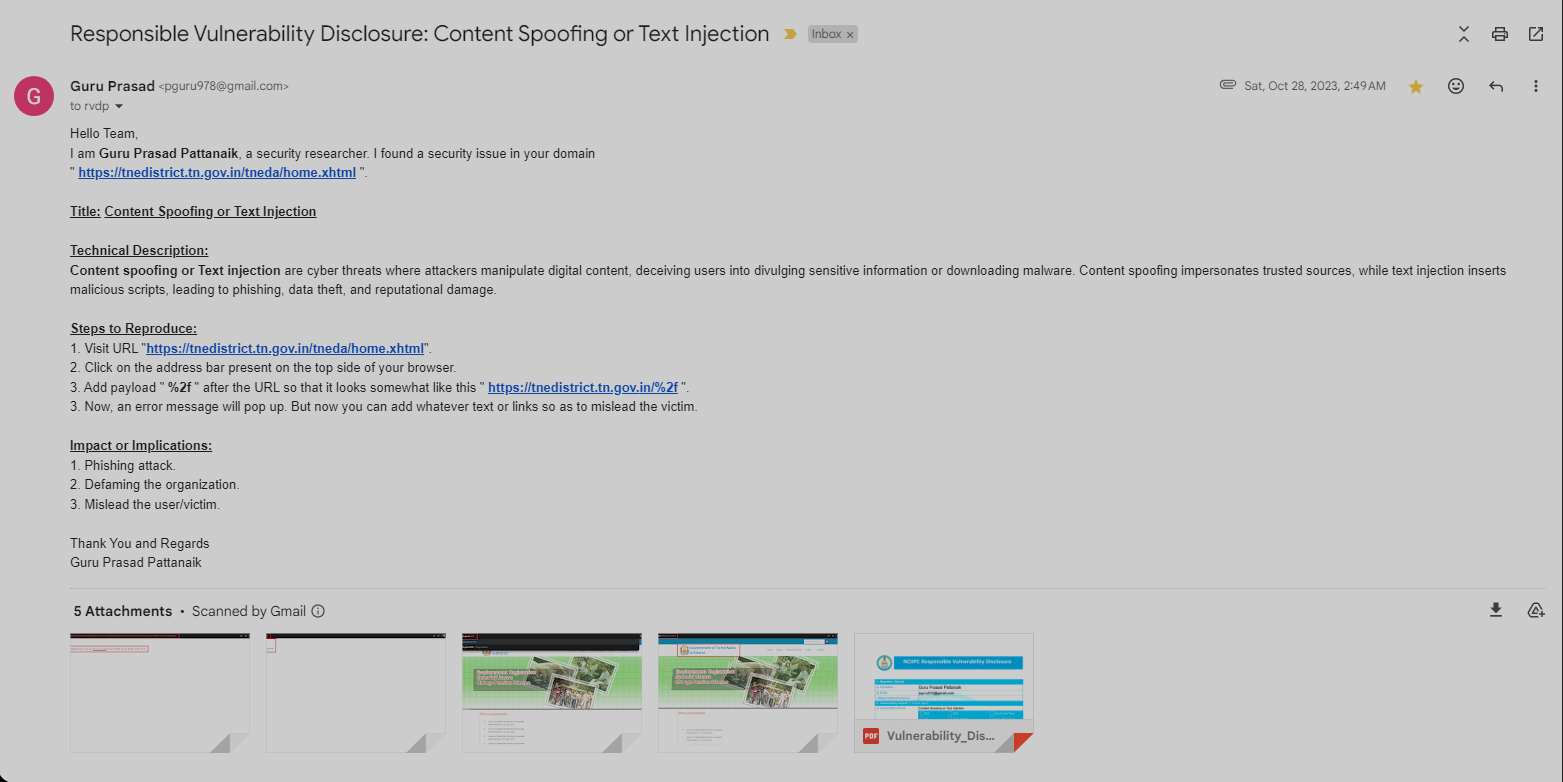 Responsible Vulnerability Disclosure: Content Spoofing or Text Injection Inbox ×
G
Guru Prasad <pguru978@gmail.com> Sat, Oct 28, 2023, 2:49 AM
to rvdp
Hello Team,
I am Guru Prasad Pattanaik, a security researcher. I found a security issue in your domain
" https://tnedistrict.tn.gov.in/tneda/home.xhtml ".
Title: Content Spoofing or Text Injection
Technical Description:
Content spoofing or Text injection are cyber threats where attackers manipulate digital content, deceiving users into divulging sensitive information or downloading malware. Content spoofing impersonates trusted sources, while text injection inserts
malicious scripts, leading to phishing, data theft, and reputational damage.
Steps to Reproduce:
1. Visit URL "https://tnedistrict.tn.gov.in/tneda/home.xhtml".
2. Click on the address bar present on the top side of your browser.
3. Add payload " %2f " after the URL so that it looks somewhat like this " https://tnedistrict.tn.gov.in/%2f ".
3. Now, an error message will pop up. But now you can add whatever text or links so as to mislead the victim.
Impact or Implications:
1. Phishing attack.
2. Defaming the organization.
3. Mislead the user/victim.
Thank You and Regards
Guru Prasad Pattanaik
5 Attachments • Scanned by Gmail
Government of Tamil Nadu
NCIIPC Responsible Vulnerability Disclosure
Guru Prasad Pattanaik
Content Spoofing or Text Injection
PDF Vulnerability_Dis...